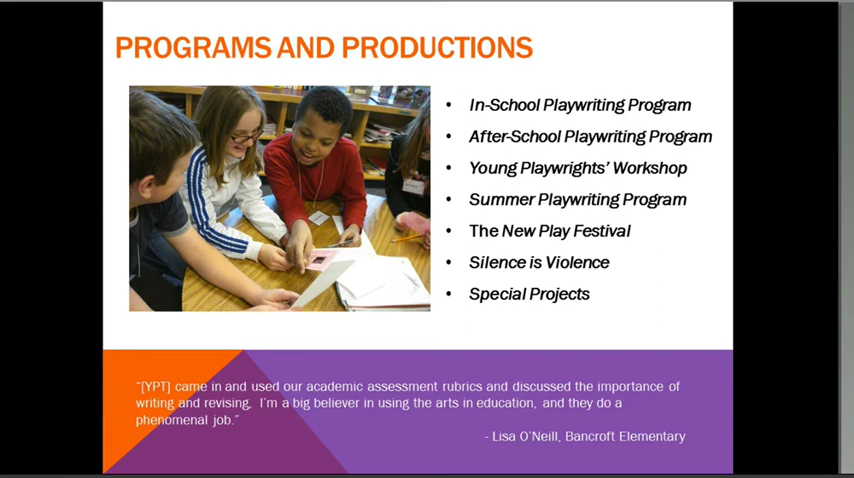 PROGRAMS AND PRODUCTIONS
• In-School Playwriting Program
• After-School Playwriting Program
• Young Playwrights' Workshop
• Summer Playwriting Program
• The New Play Festival
• Silence is Violence
• Special Projects
"[YPT] came in and used our academic assessment rubrics and discussed the importance of
writing and revising, I'm a big believer in using the arts in education, and they do a
phenomenal job."
- Lisa O'Neill, Bancroft Elementary